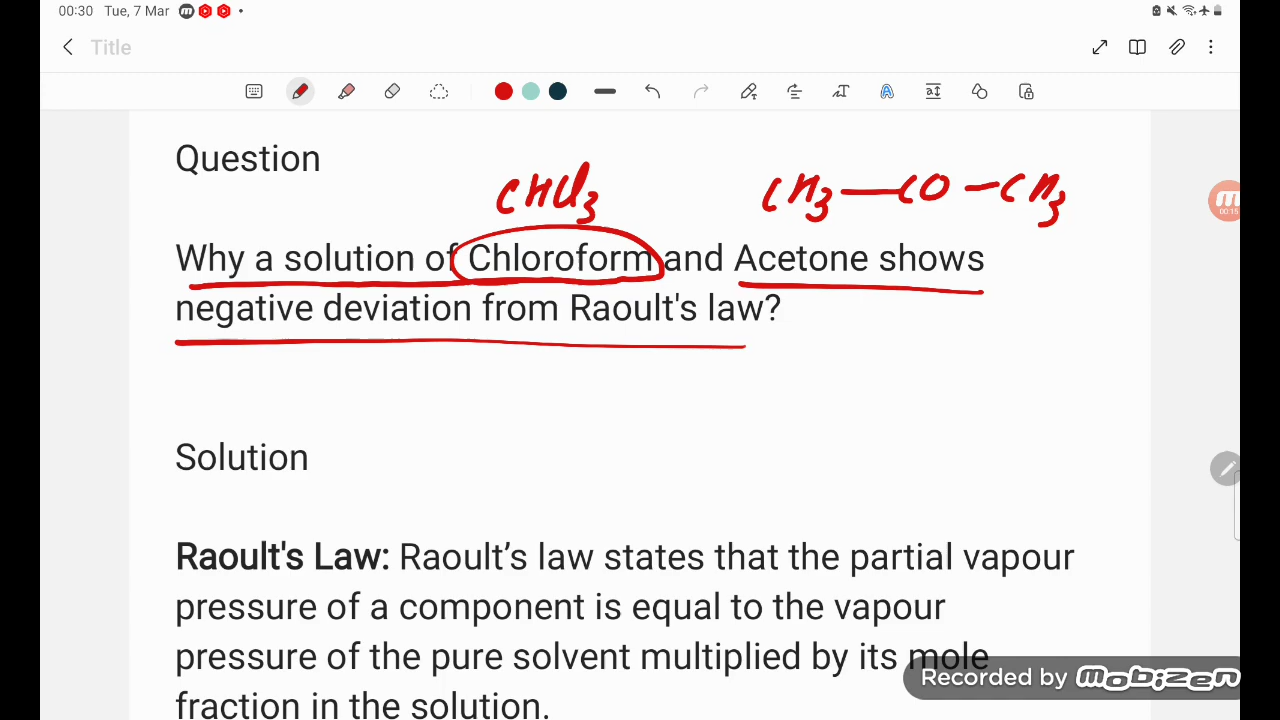 00:30 Tue, 7 Mar
Title
Question
CHCl3 CH3—CO—CH3
Why a solution of Chloroform and Acetone shows
negative deviation from Raoult's law?
00:15
Solution
Raoult's Law: Raoult’s law states that the partial vapour
pressure of a component is equal to the vapour
pressure of the pure solvent multiplied by its mole
Recorded by mobizen
fraction in the solution.